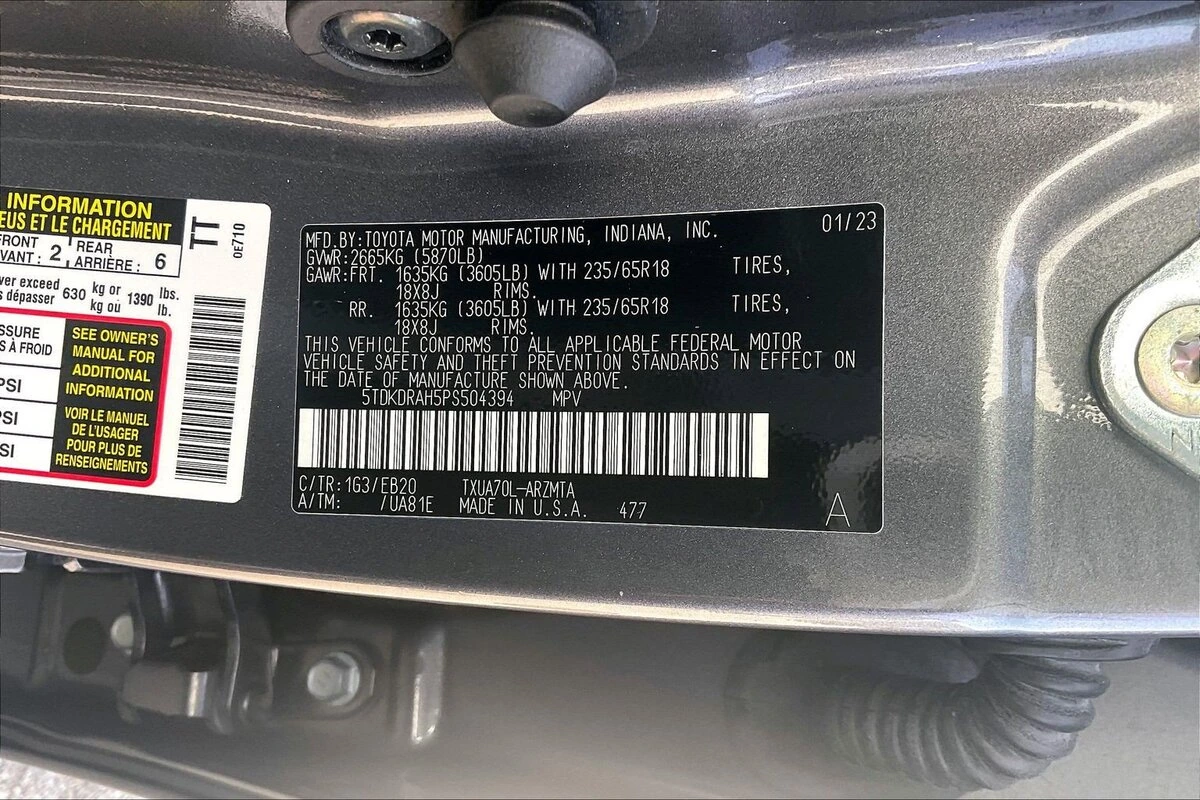 INFORMATION
EUS ET LE CHARGEMENT
FRONT
VANT : 2
REAR
ARRIÈRE : 6
ver exceed
s dépasser 630 kg or kg ou 1390 lbs. lb.
ESSURE
S À FROID
PSI
PSI
SI
SEE OWNER'S
MANUAL FOR
ADDITIONAL
INFORMATION
VOIR LE MANUEL
DE L'USAGER
POUR PLUS DE
RENSEIGNEMENTS
TT
0E710
MFD.BY:TOYOTA MOTOR MANUFACTURING, INDIANA, INC. 01/23
GVWR:2665KG (5870LB)
GAWR:FRT. 1635KG (3605LB) WITH 235/65R18 TIRES,
18X8J RIMS.
RR. 1635KG (3605LB) WITH 235/65R18 TIRES,
18X8J RIMS.
THIS VEHICLE CONFORMS TO ALL APPLICABLE FEDERAL MOTOR
VEHICLE SAFETY AND THEFT PREVENTION STANDARDS IN EFFECT ON
THE DATE OF MANUFACTURE SHOWN ABOVE.
5TDKDRAH5PS504394 MPV
C/TR:1G3/EB20 TXUA70L-ARZMTA
A/TM: /UA81E MADE IN U.S.A. 477
A